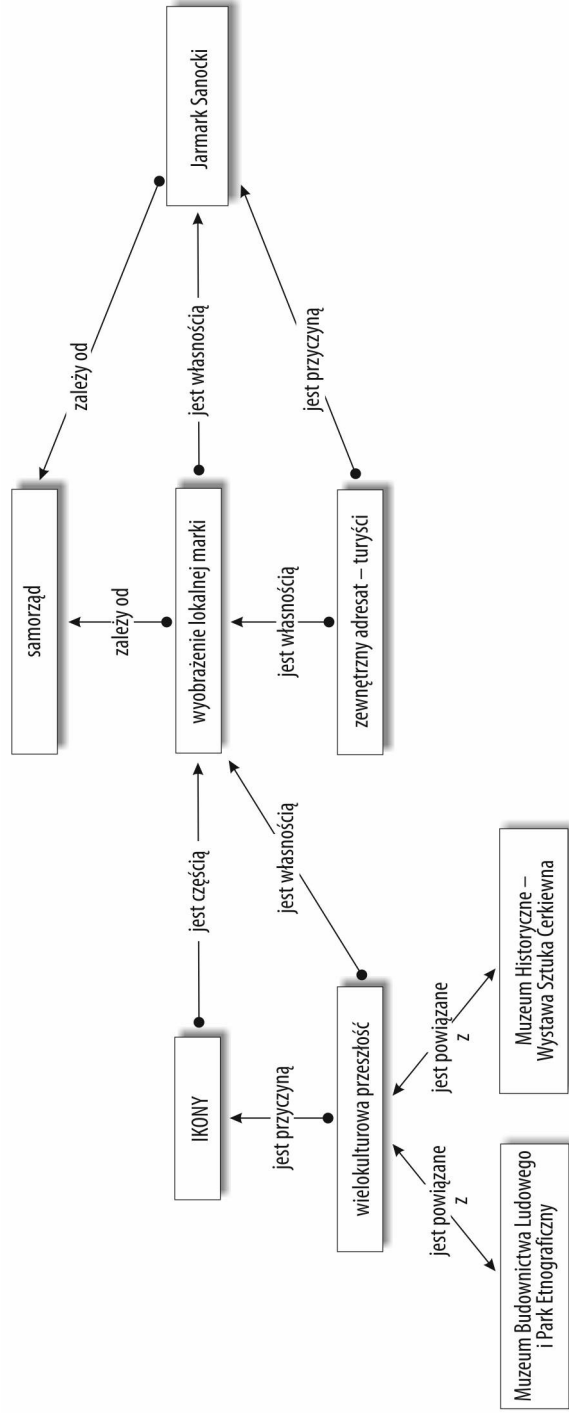 samorząd
zależy od
zależy od
IKONY
jest częścią
wyobrażenie lokalnej marki
jest własnością
Jarmark Sanocki
jest przyczyną
jest własnością
jest własnością
jest przyczyną
wielokulturowa przeszłość
zewnętrzny adresat – turyści
jest powiązane
z
jest powiązane
z
Muzeum Budownictwa Ludowego
i Park Etnograficzny
Muzeum Historyczne –
Wystawa Sztuka Cerkiewna